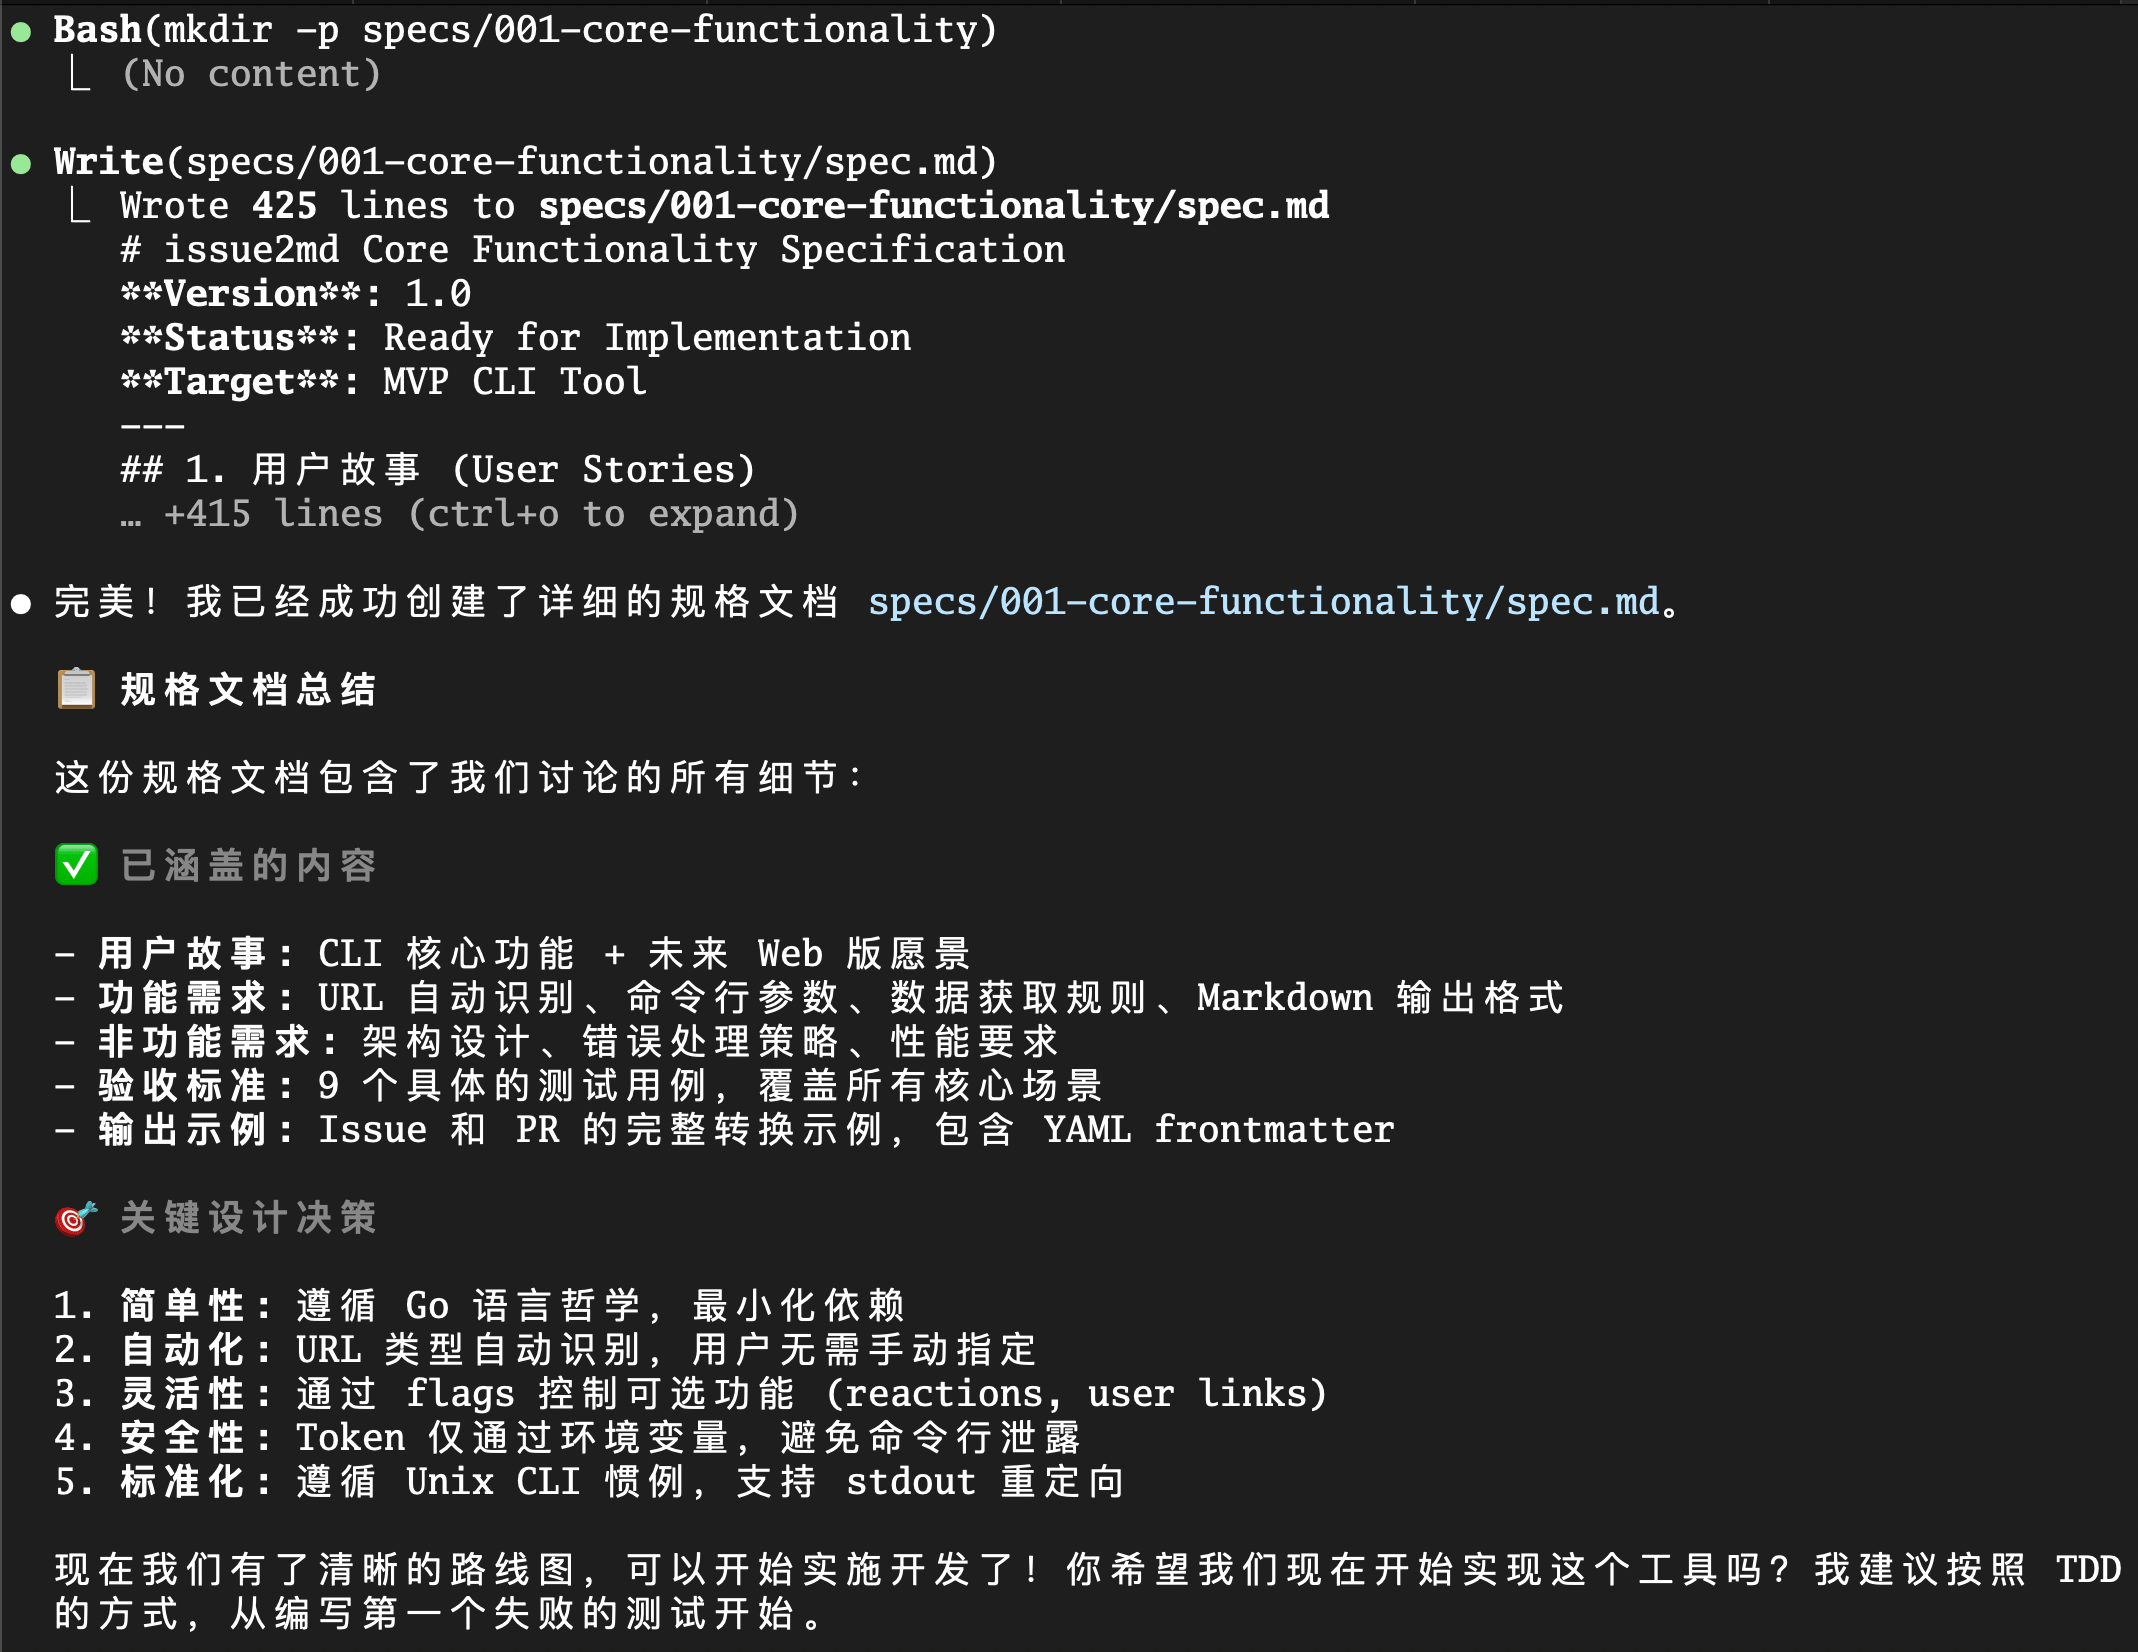 Bash(mkdir -p specs/001-core-functionality)
(No content)
Write(specs/001-core-functionality/spec.md)
Wrote 425 lines to specs/001-core-functionality/spec.md
# issue2md Core Functionality Specification
**Version**: 1.0
**Status**: Ready for Implementation
**Target**: MVP CLI Tool
---
## 1. 用户故事 (User Stories)
… +415 lines (ctrl+o to expand)
完美！我已经成功创建了详细的规格文档 specs/001-core-functionality/spec.md。
📋 规格文档总结
这份规格文档包含了我们讨论的所有细节：
✅ 已涵盖的内容
- 用户故事：CLI 核心功能 + 未来 Web 版愿景
- 功能需求：URL 自动识别、命令行参数、数据获取规则、Markdown 输出格式
- 非功能需求：架构设计、错误处理策略、性能要求
- 验收标准：9 个具体的测试用例，覆盖所有核心场景
- 输出示例：Issue 和 PR 的完整转换示例，包含 YAML frontmatter
🎯 关键设计决策
1. 简单性：遵循 Go 语言哲学，最小化依赖
2. 自动化：URL 类型自动识别，用户无需手动指定
3. 灵活性：通过 flags 控制可选功能 (reactions, user links)
4. 安全性：Token 仅通过环境变量，避免命令行泄露
5. 标准化：遵循 Unix CLI 惯例，支持 stdout 重定向
现在我们有了清晰的路线图，可以开始实施开发了！你希望我们现在开始实现这个工具吗？我建议按照 TDD
的方式，从编写第一个失败的测试开始。